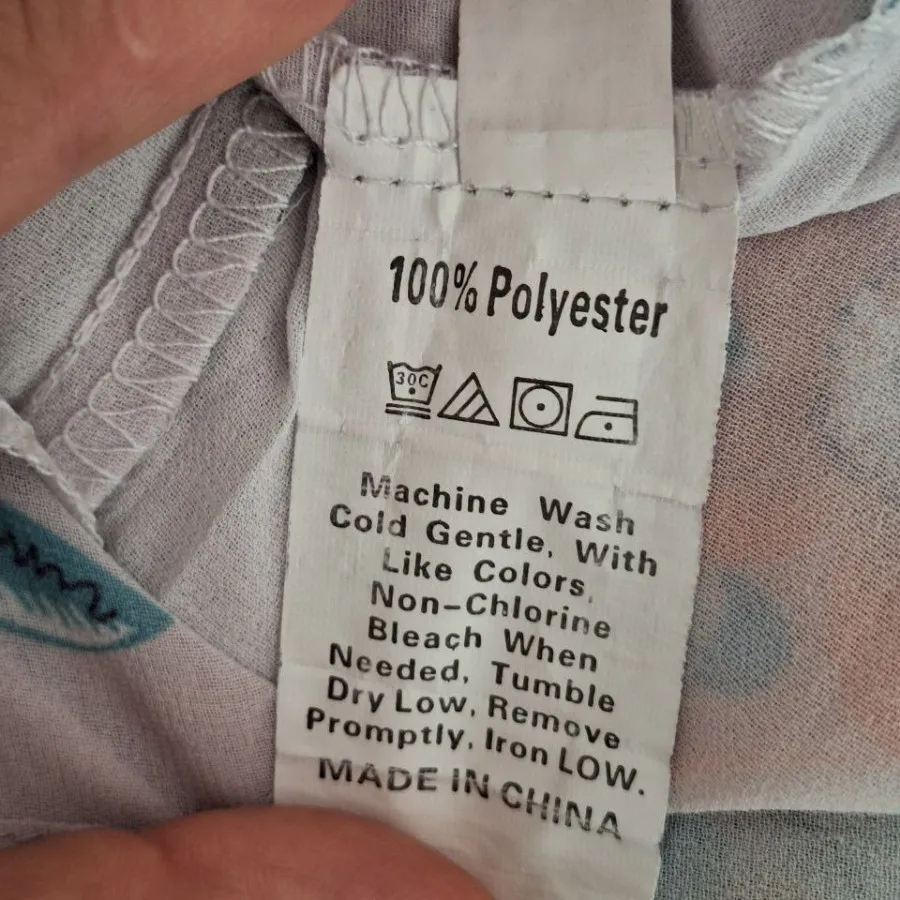 100% Polyester
30C
Machine Wash
Cold Gentle, With
Like Colors,
Non-Chlorine
Bleach When
Needed, Tumble
Dry Low, Remove
Promptly, Iron LOW.
MADE IN CHINA